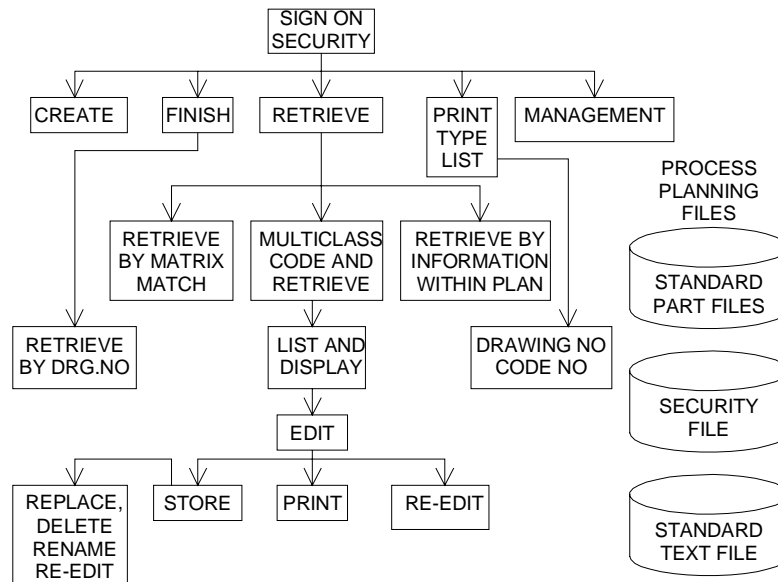 SIGN ON
SECURITY
CREATE
FINISH
RETRIEVE
PRINT
TYPE
LIST
MANAGEMENT
PROCESS
PLANNING
FILES
RETRIEVE
BY MATRIX
MATCH
MULTICLASS
CODE AND
RETRIEVE
RETRIEVE BY
INFORMATION
WITHIN PLAN
STANDARD
PART FILES
RETRIEVE
BY DRG.NO
LIST AND
DISPLAY
DRAWING NO
CODE NO
SECURITY
FILE
EDIT
REPLACE,
DELETE
RENAME
RE-EDIT
STORE
PRINT
RE-EDIT
STANDARD
TEXT FILE